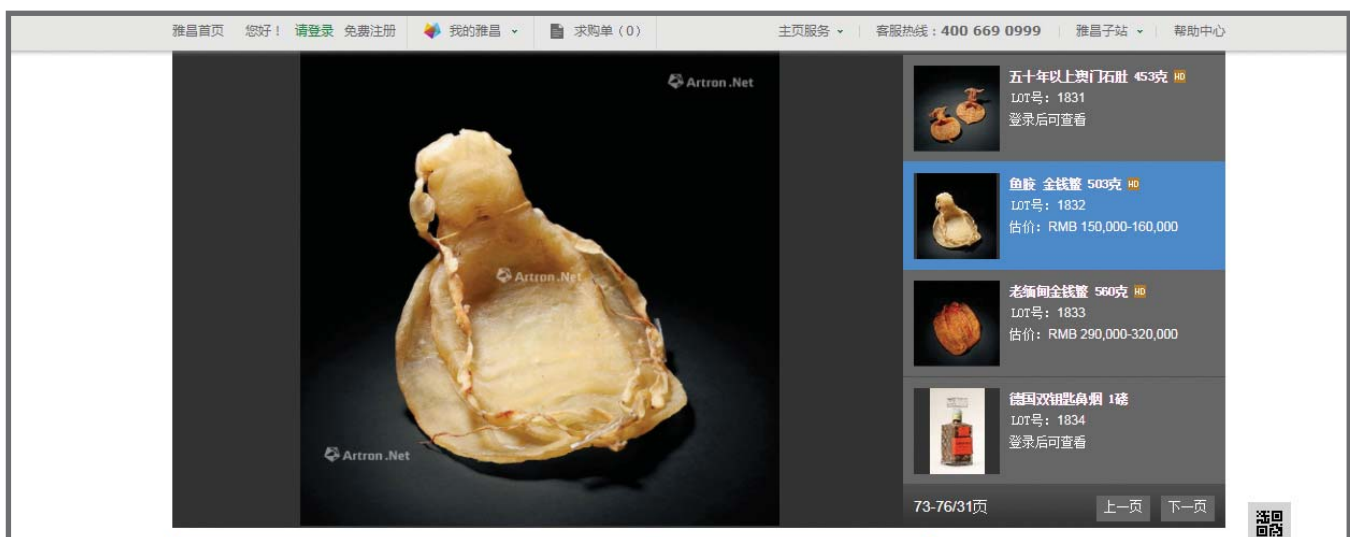 雅昌首页 您好！ 请登录 免费注册 我的雅昌 求购单（0） 主页服务 客服热线：400 669 0999 雅昌子站 帮助中心
Artron.Net
Artron.Net
Artron.Net
五十年以上澳门石肚 453克 HD
LOT号：1831
登录后可查看
鱼胶 金钱鳘 503克 HD
LOT号：1832
估价：RMB 150,000-160,000
老缅甸金钱鳘 560克 HD
LOT号：1833
估价：RMB 290,000-320,000
德国双钥匙鼻烟 1磅
LOT号：1834
登录后可查看
73-76/31页 上一页 下一页